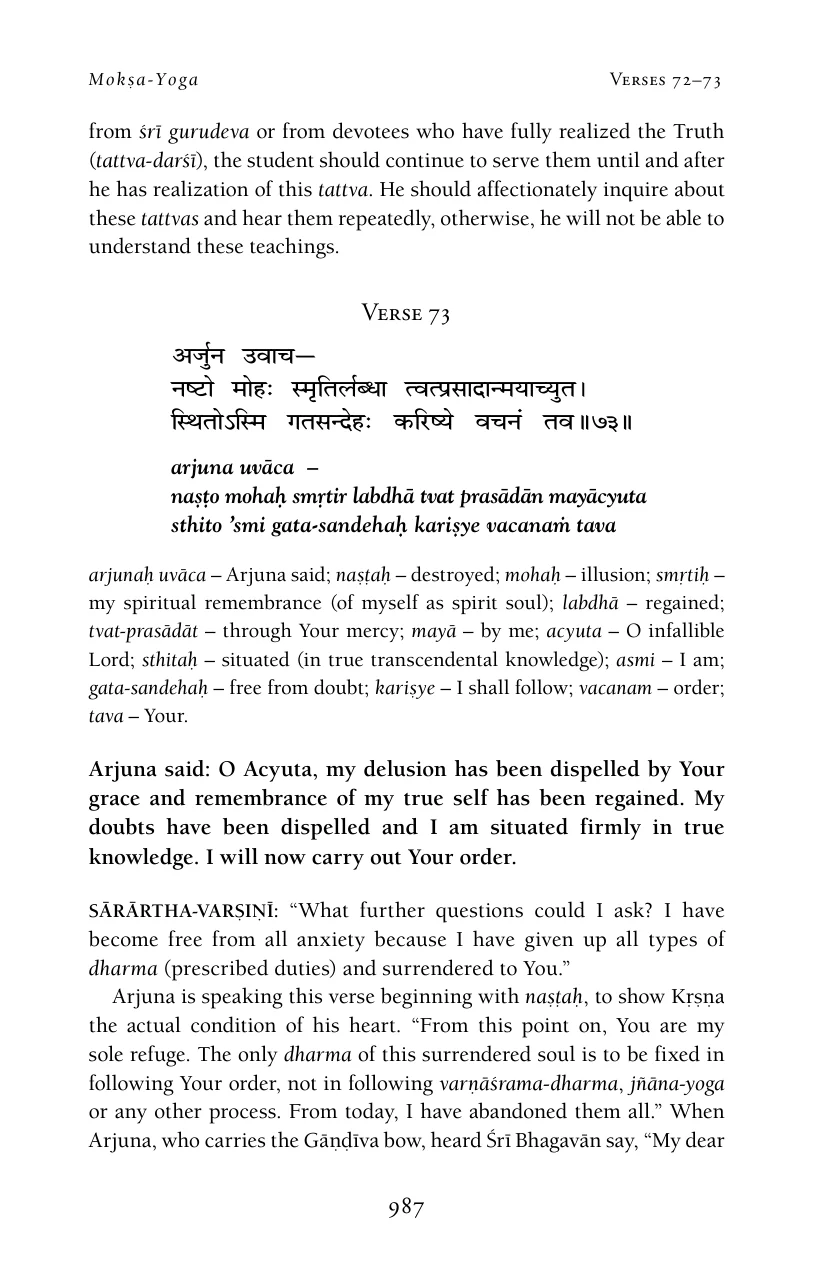 Mokṣa-Yoga Verses 72–73
from śrī gurudeva or from devotees who have fully realized the Truth
(tattva-darśī), the student should continue to serve them until and after
he has realization of this tattva. He should affectionately inquire about
these tattvas and hear them repeatedly, otherwise, he will not be able to
understand these teachings.
Verse 73
अर्जुन उवाच—
नष्टो मोहः स्मृतिर्लब्धा त्वत्प्रसादान्मयाच्युत।
स्थितोऽस्मि गतसन्देहः करिष्ये वचनं तव॥७३॥
arjuna uvāca –
naṣṭo mohaḥ smṛtir labdhā tvat prasādān mayācyuta
sthito ’smi gata-sandehaḥ kariṣye vacanaṁ tava
arjunaḥ uvāca – Arjuna said; naṣṭaḥ – destroyed; mohaḥ – illusion; smṛtiḥ –
my spiritual remembrance (of myself as spirit soul); labdhā – regained;
tvat-prasādāt – through Your mercy; mayā – by me; acyuta – O infallible
Lord; sthitaḥ – situated (in true transcendental knowledge); asmi – I am;
gata-sandehaḥ – free from doubt; kariṣye – I shall follow; vacanam – order;
tava – Your.
Arjuna said: O Acyuta, my delusion has been dispelled by Your
grace and remembrance of my true self has been regained. My
doubts have been dispelled and I am situated firmly in true
knowledge. I will now carry out Your order.
SĀRĀRTHA-VARṢIṆĪ: “What further questions could I ask? I have
become free from all anxiety because I have given up all types of
dharma (prescribed duties) and surrendered to You.”
Arjuna is speaking this verse beginning with naṣṭaḥ, to show Kṛṣṇa
the actual condition of his heart. “From this point on, You are my
sole refuge. The only dharma of this surrendered soul is to be fixed in
following Your order, not in following varṇāśrama-dharma, jñāna-yoga
or any other process. From today, I have abandoned them all.” When
Arjuna, who carries the Gāṇḍīva bow, heard Śrī Bhagavān say, “My dear
987